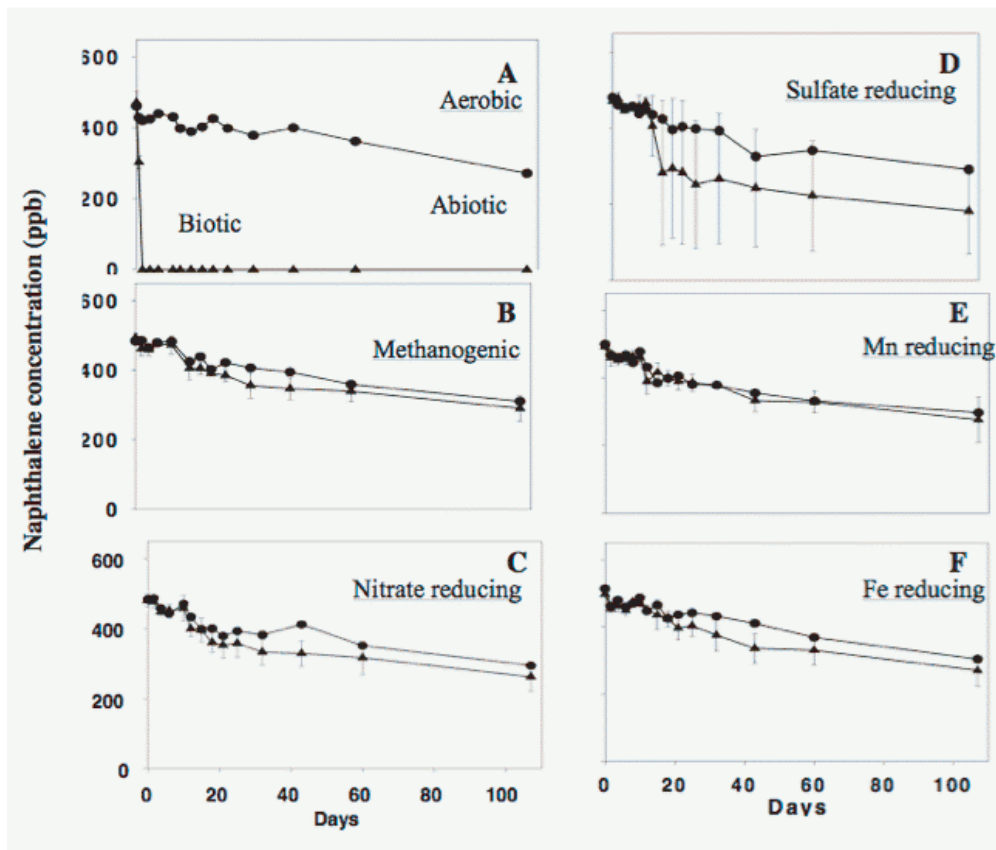 Naphthalene concentration (ppb)
600
400
200
0
A
Aerobic
Biotic
Abiotic
600
400
200
0
B
Methanogenic
600
400
200
0
C
Nitrate reducing
0 20 40 60 80 100
Days
D
Sulfate reducing
E
Mn reducing
F
Fe reducing
0 20 40 60 80 100
Days